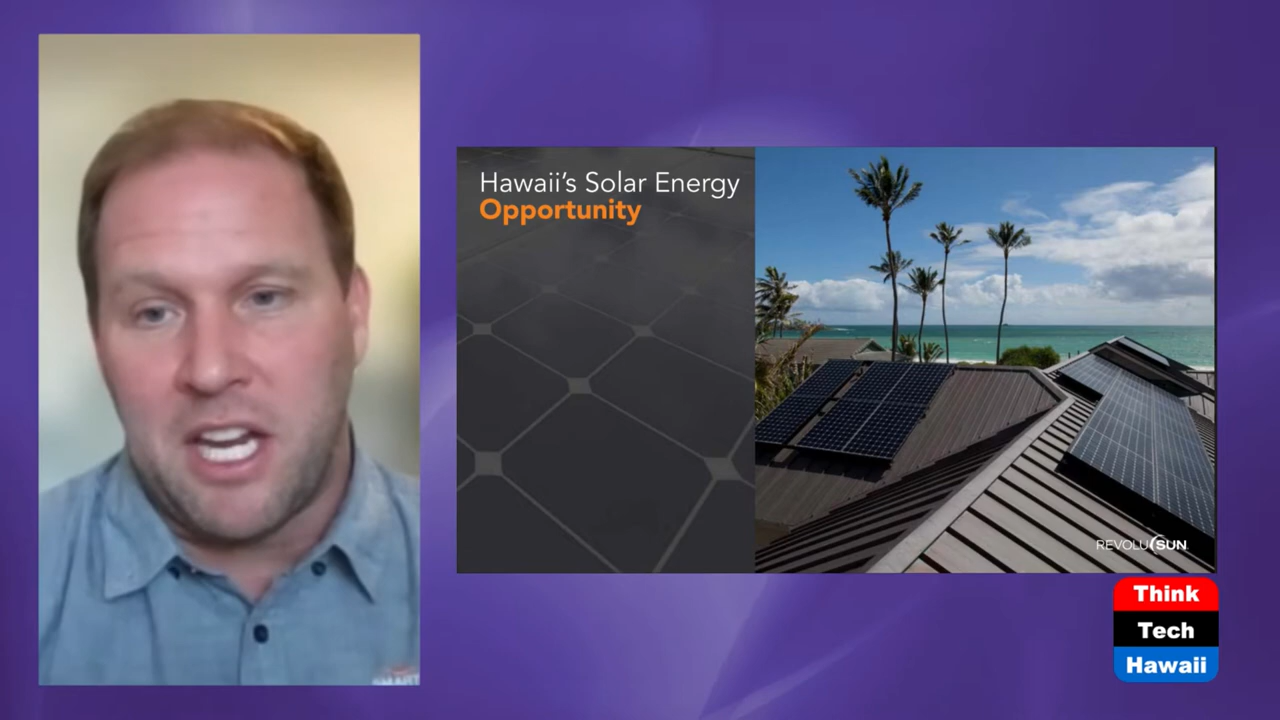 Hawaii's Solar Energy
Opportunity
REVOLUSUN
Think
Tech
Hawaii